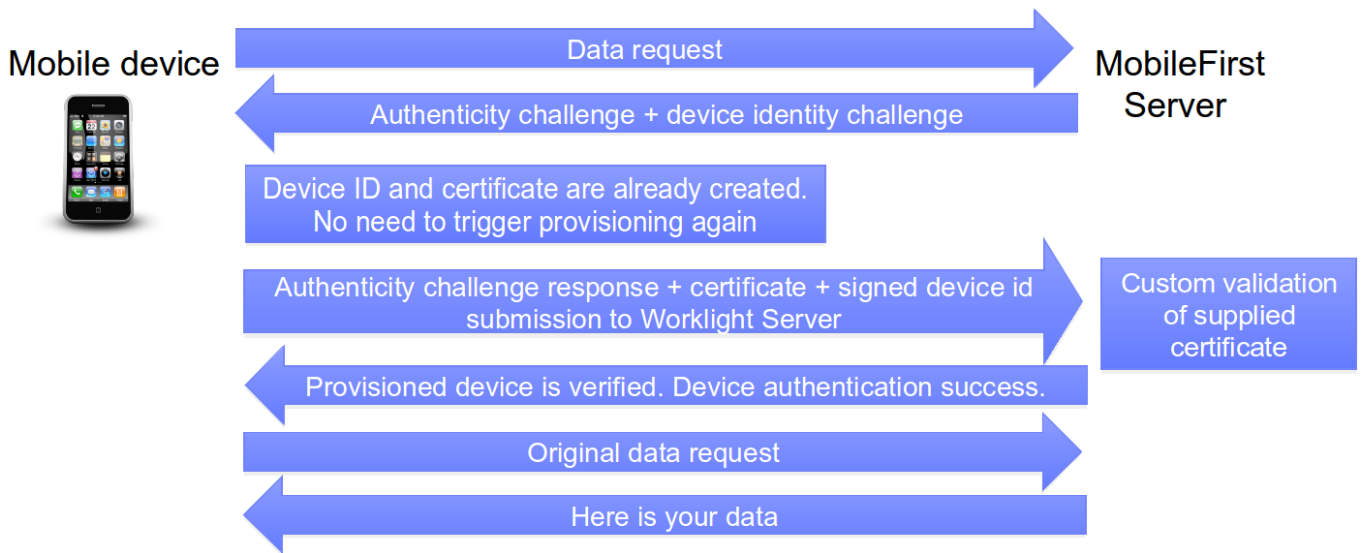 Data request
Mobile device
MobileFirst
Server
Authenticity challenge + device identity challenge
Device ID and certificate are already created.
No need to trigger provisioning again
Authenticity challenge response + certificate + signed device id
submission to Worklight Server
Custom validation
of supplied
certificate
Provisioned device is verified. Device authentication success.
Original data request
Here is your data